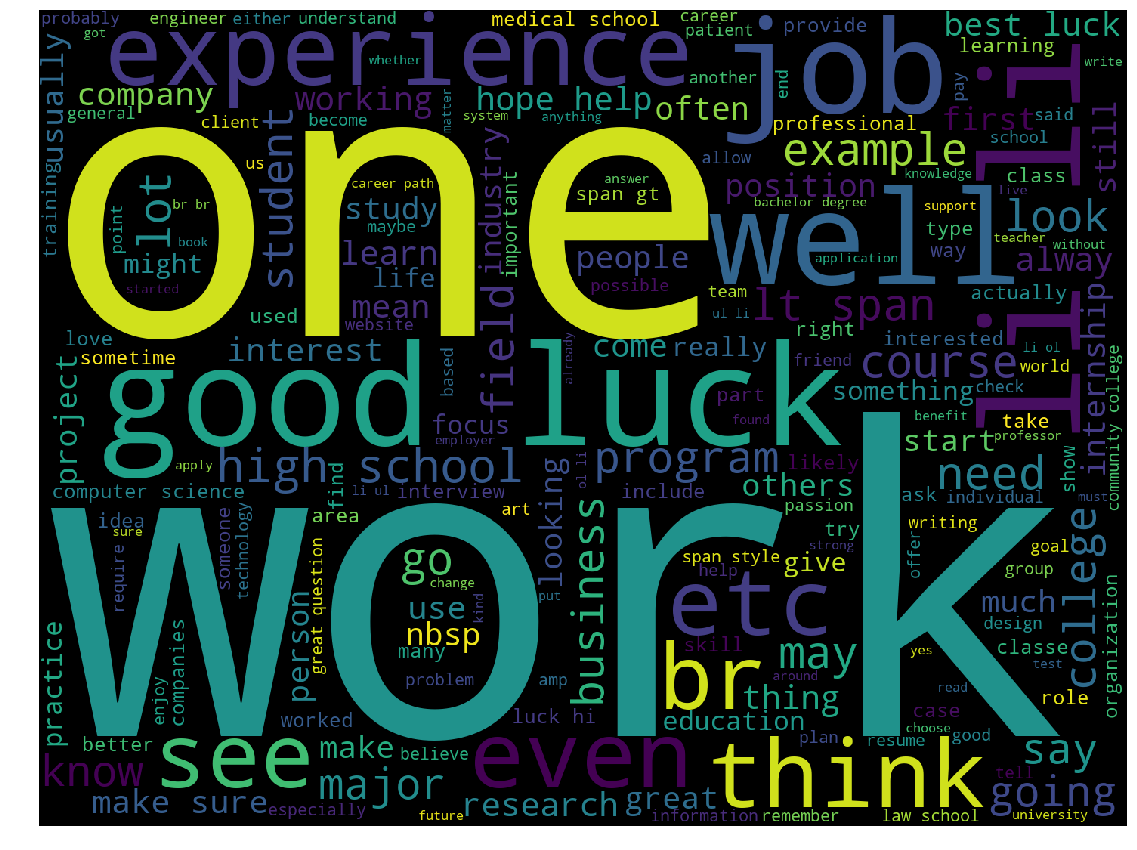 probably
engineer
either
understand
medical school
career
patient
provide
best luck
got
experience
whether
job
learning
another
end
write
usually
company
working
hope help
often
pay
li li
general
client
become
matter
system
anything
professional
first
said
still
training
us
student
one
allow
example
school
lot
career path
answer
span gt
position
knowledge
class
br br
study
industry
important
well
bachelor degree
live
look
point
might
book
maybe
learn
people
support
type
teacher
without
way
alway
started
life
field
possible
application
mean
team
ul li
lt span
actually
internship
used
website
right
love
sometime
interest
come
really
friend
interested
li ol
world
project
good luck
based
already
course
check
focus
part
something
take
employer
found
benefit
start
professor
community college
apply
high school
find
looking
ol li
program
likely
need
show
computer science
li ul
interview
include
others
passion
ask
individual
must
idea
sure
area
art
try
writing
offer
goal
college
require
someone
technology
work
go
change
put
business
span style
give
strong
help
group
great question
use
kind
etc
much
design
practice
person
nbsp
many
skill
may
yes
classe
test
organization
enjoy
companies
problem
amp
br
around
thing
read
role
worked
luck hi
education
case
choose
better
see
make
believe
even
plan
resume
good
say
know
major
think
tell
going
make sure
especially
research
great
future
information
remember
law school
university